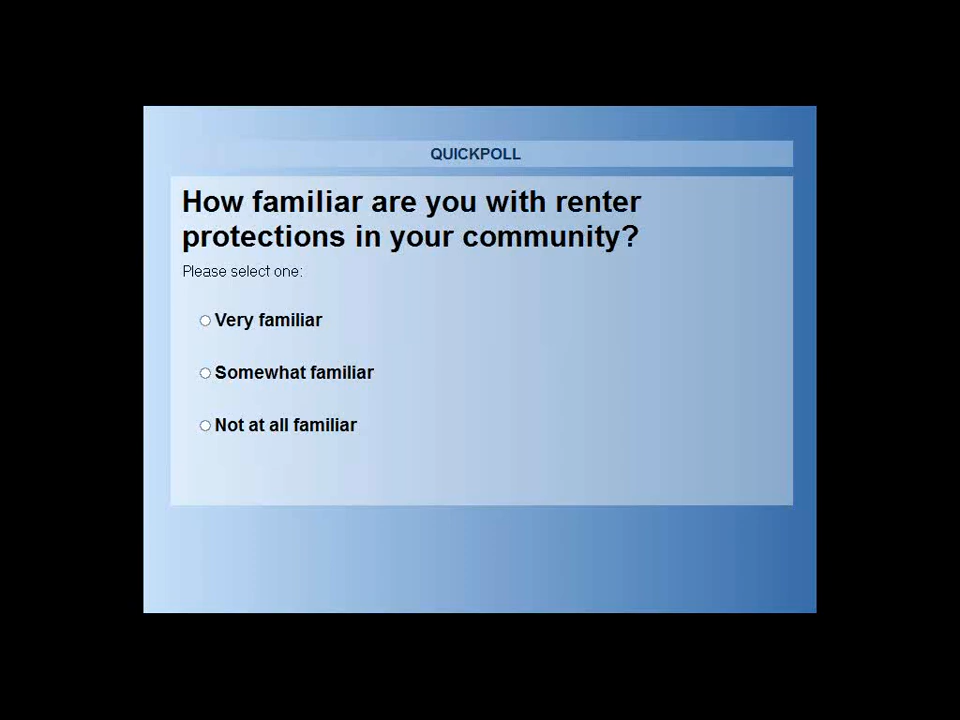 QUICKPOLL
How familiar are you with renter
protections in your community?
Please select one:
Very familiar
Somewhat familiar
Not at all familiar